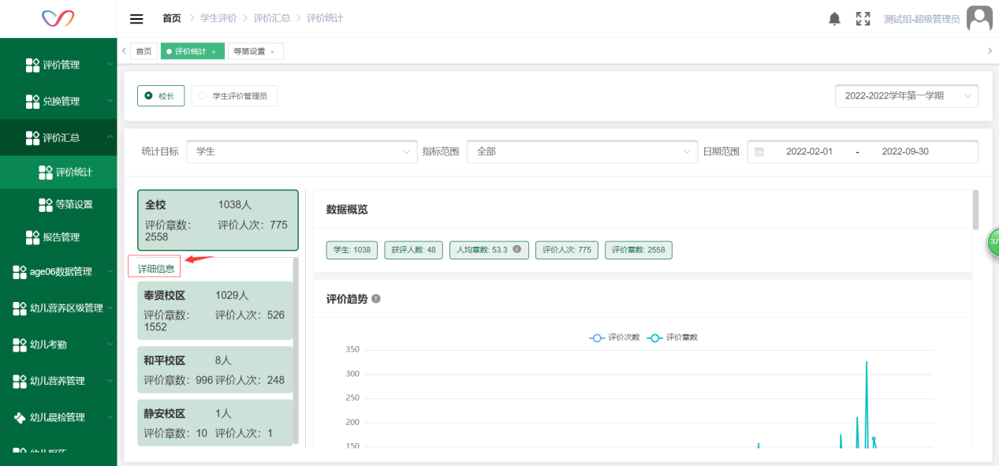 首页 > 学生评价 > 评价汇总 > 评价统计
测试组-超级管理员
首页
评价统计 ×
等第设置 ×
评价管理
兑换管理
评价汇总
评价统计
等第设置
报告管理
age06数据管理
幼儿营养区级管理
幼儿考勤
幼儿营养管理
幼儿晨检管理
校长
学生评价管理员
2022-2022学年第一学期
统计目标
学生
指标范围
全部
日期范围
2022-02-01 - 2022-09-30
全校 1038人
评价章数： 评价人次：775
2558
详细信息
奉贤校区 1029人
评价章数： 评价人次：526
1552
和平校区 8人
评价章数：996 评价人次：248
静安校区 1人
评价章数：10 评价人次：1
数据概览
学生: 1038
获评人数: 48
人均章数: 53.3
评价人次: 775
评价章数: 2558
评价趋势
评价次数
评价章数
350
300
250
200
150
37